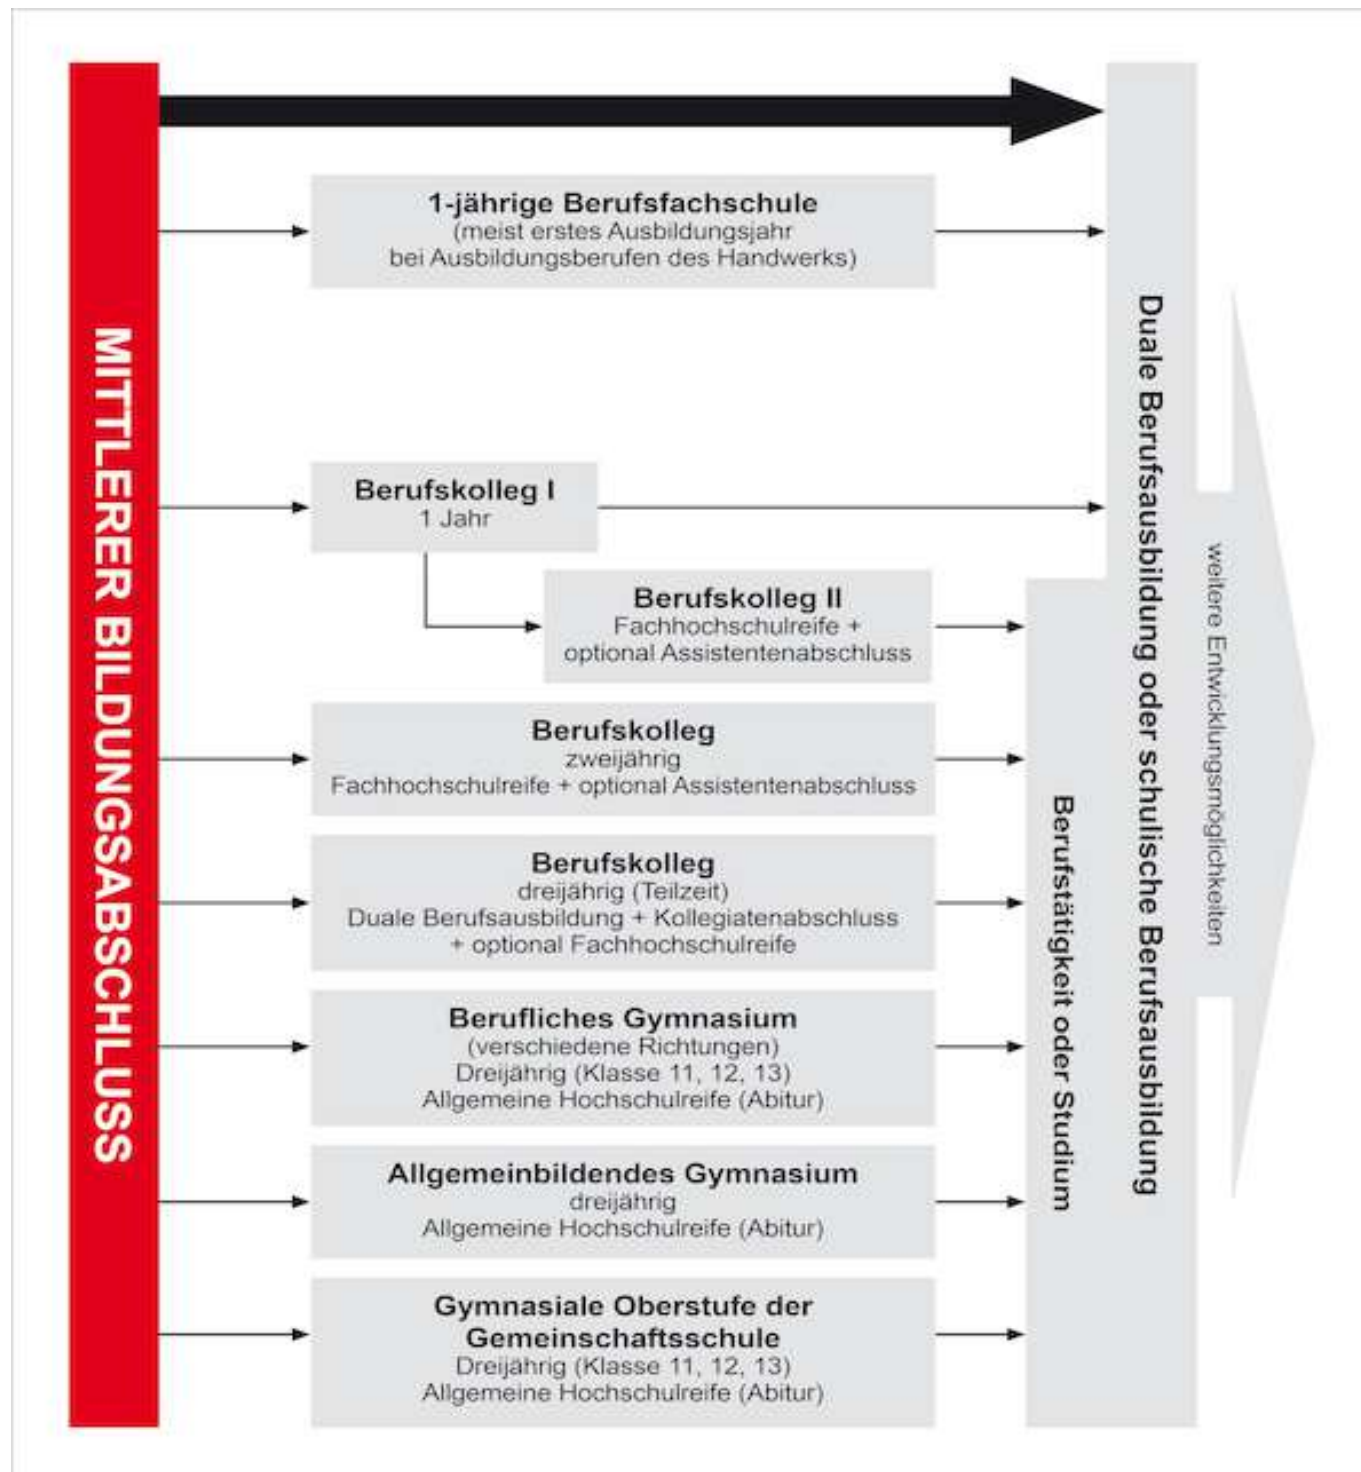 MITTLERER BILDUNGSABSCHLUSS
1-jährige Berufsfachschule
(meist erstes Ausbildungsjahr
bei Ausbildungsberufen des Handwerks)
Berufskolleg I
1 Jahr
Berufskolleg II
Fachhochschulreife +
optional Assistentenabschluss
Berufskolleg
zweijährig
Fachhochschulreife + optional Assistentenabschluss
Berufskolleg
dreijährig (Teilzeit)
Duale Berufsausbildung + Kollegiatenabschluss
+ optional Fachhochschulreife
Berufliches Gymnasium
(verschiedene Richtungen)
Dreijährig (Klasse 11, 12, 13)
Allgemeine Hochschulreife (Abitur)
Allgemeinbildendes Gymnasium
dreijährig
Allgemeine Hochschulreife (Abitur)
Gymnasiale Oberstufe der
Gemeinschaftsschule
Dreijährig (Klasse 11, 12, 13)
Allgemeine Hochschulreife (Abitur)
Berufstätigkeit oder Studium
Duale Berufsausbildung oder schulische Berufsausbildung
weitere Entwicklungsmöglichkeiten